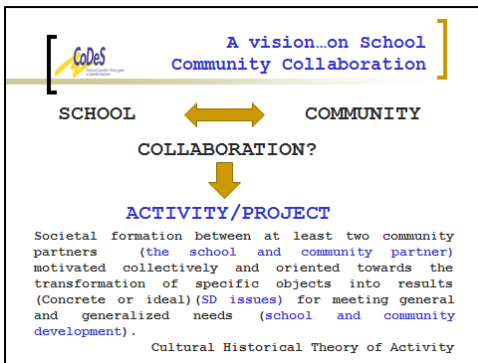 CoDeS
A vision…on School
Community Collaboration
SCHOOL COMMUNITY
COLLABORATION?
ACTIVITY/PROJECT
Societal formation between at least two community
partners (the school and community partner)
motivated collectively and oriented towards the
transformation of specific objects into results
(Concrete or ideal)(SD issues) for meeting general
and generalized needs (school and community
development).
Cultural Historical Theory of Activity